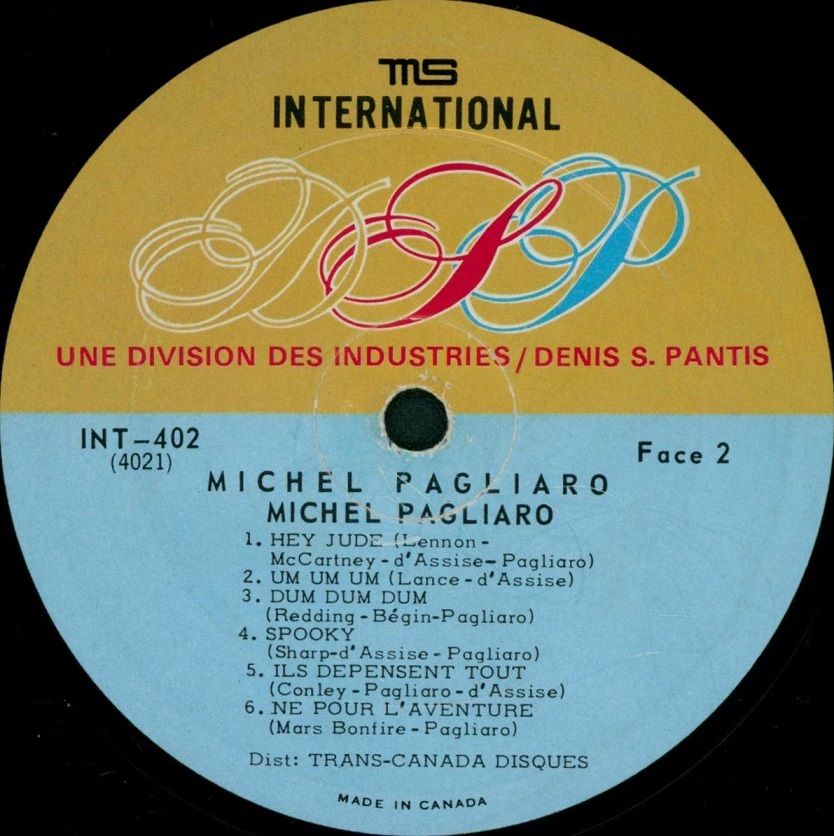 MS
INTERNATIONAL
DSP
UNE DIVISION DES INDUSTRIES / DENIS S. PANTIS
INT-402
(4021)
Face 2
MICHEL PAGLIARO
MICHEL PAGLIARO
1. HEY JUDE (Lennon -
McCartney - d'Assise - Pagliaro)
2. UM UM UM (Lance - d'Assise)
3. DUM DUM DUM
(Redding - Bégin-Pagliaro)
4. SPOOKY
(Sharp-d'Assise - Pagliaro)
5. ILS DEPENSENT TOUT
(Conley - Pagliaro - d'Assise)
6. NE POUR L'AVENTURE
(Mars Bonfire - Pagliaro)
Dist: TRANS-CANADA DISQUES
MADE IN CANADA